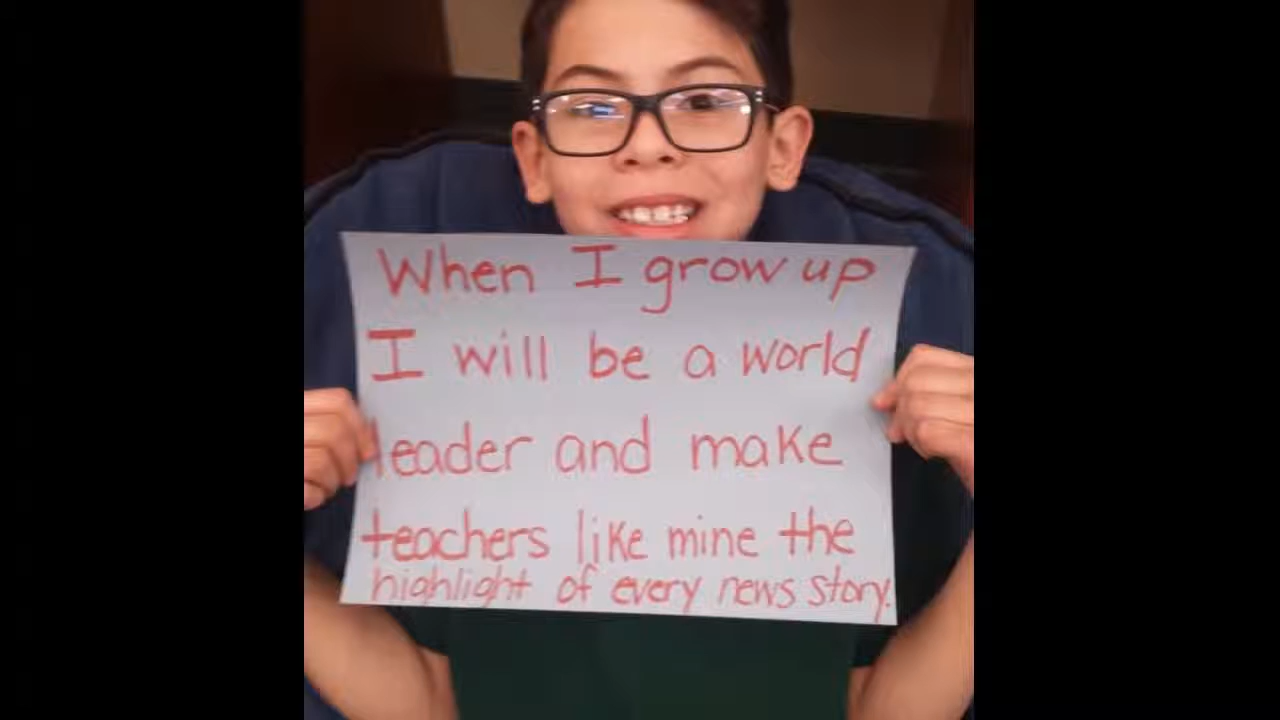 When I grow up
I will be a world
leader and make
teachers like mine the
highlight of every news story.